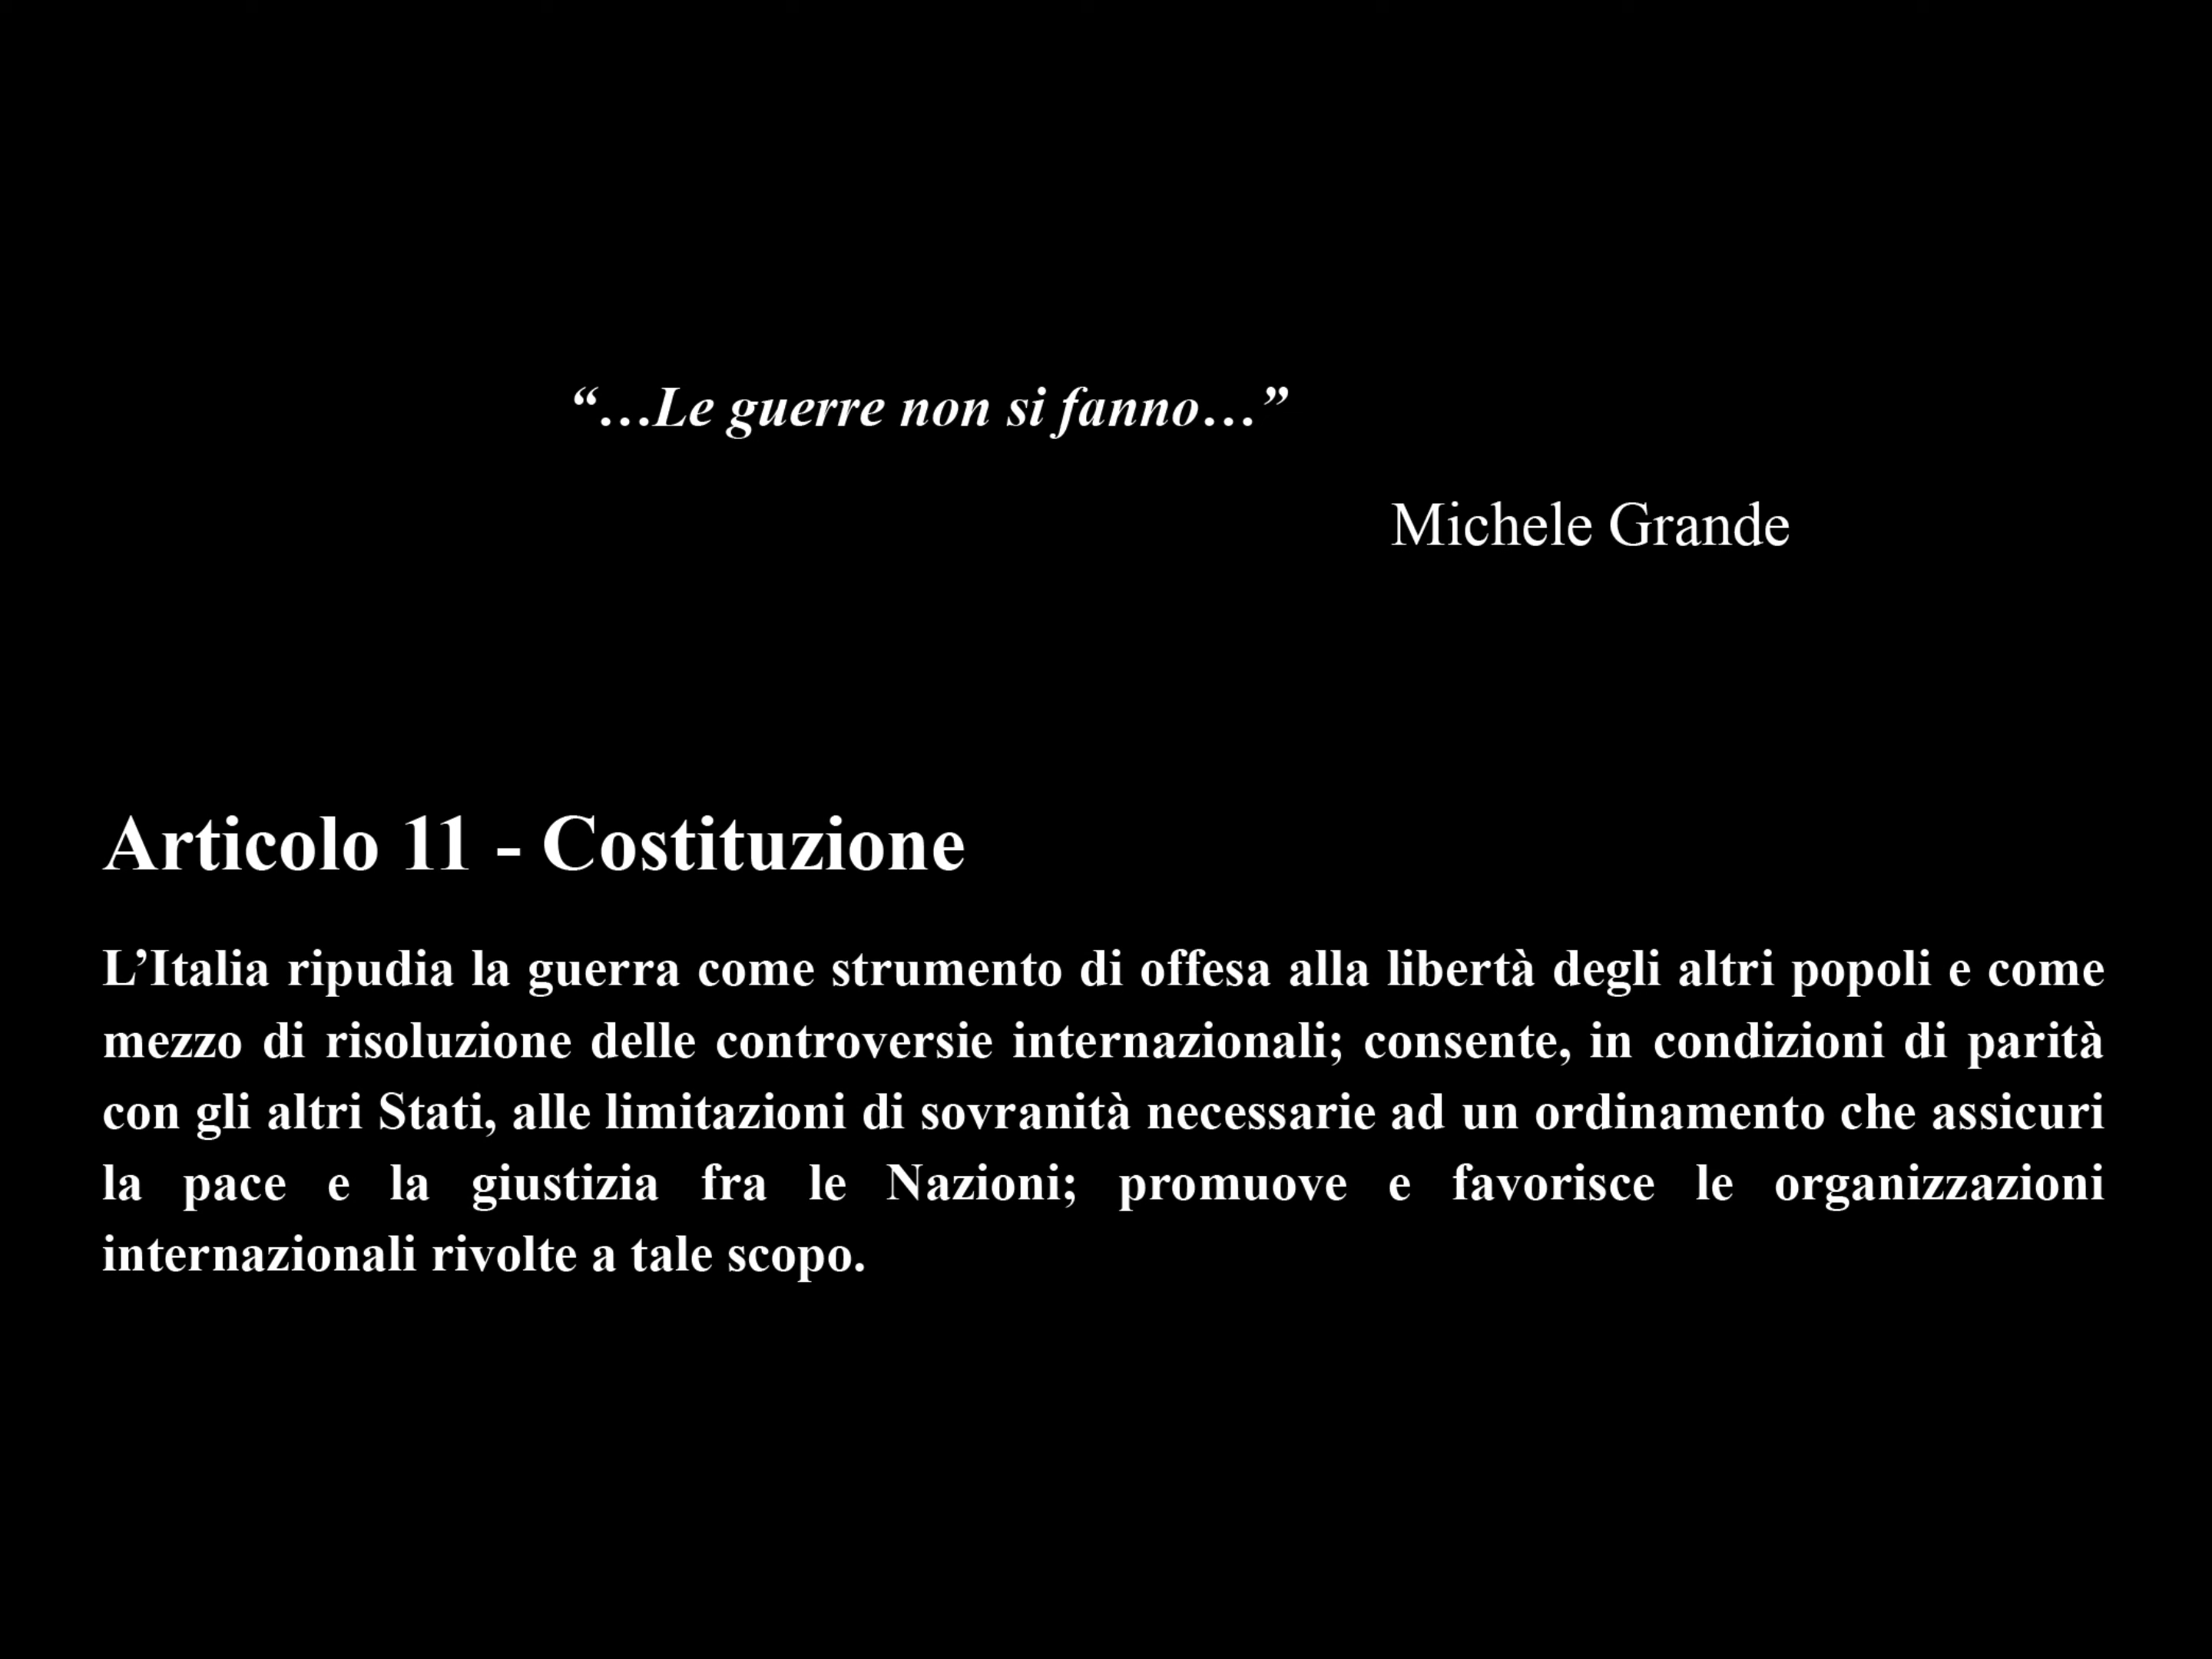 “…Le guerre non si fanno…”
Michele Grande
Articolo 11 - Costituzione
L’Italia ripudia la guerra come strumento di offesa alla libertà degli altri popoli e come
mezzo di risoluzione delle controversie internazionali; consente, in condizioni di parità
con gli altri Stati, alle limitazioni di sovranità necessarie ad un ordinamento che assicuri
la pace e la giustizia fra le Nazioni; promuove e favorisce le organizzazioni
internazionali rivolte a tale scopo.